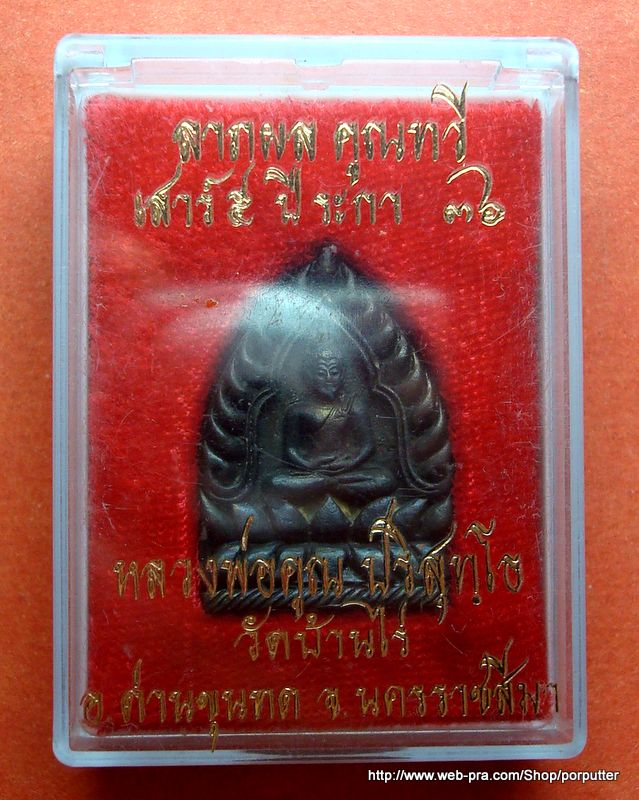 ลาภผล คูณทวี
เสาร์ ๕ ปี ระกา ๓๖
หลวงพ่อคูณ ปริสุทฺโธ
วัดบ้านไร่
อ.ด่านขุนทด จ.นครราชสีมา
http://www.web-pra.com/Shop/porputter